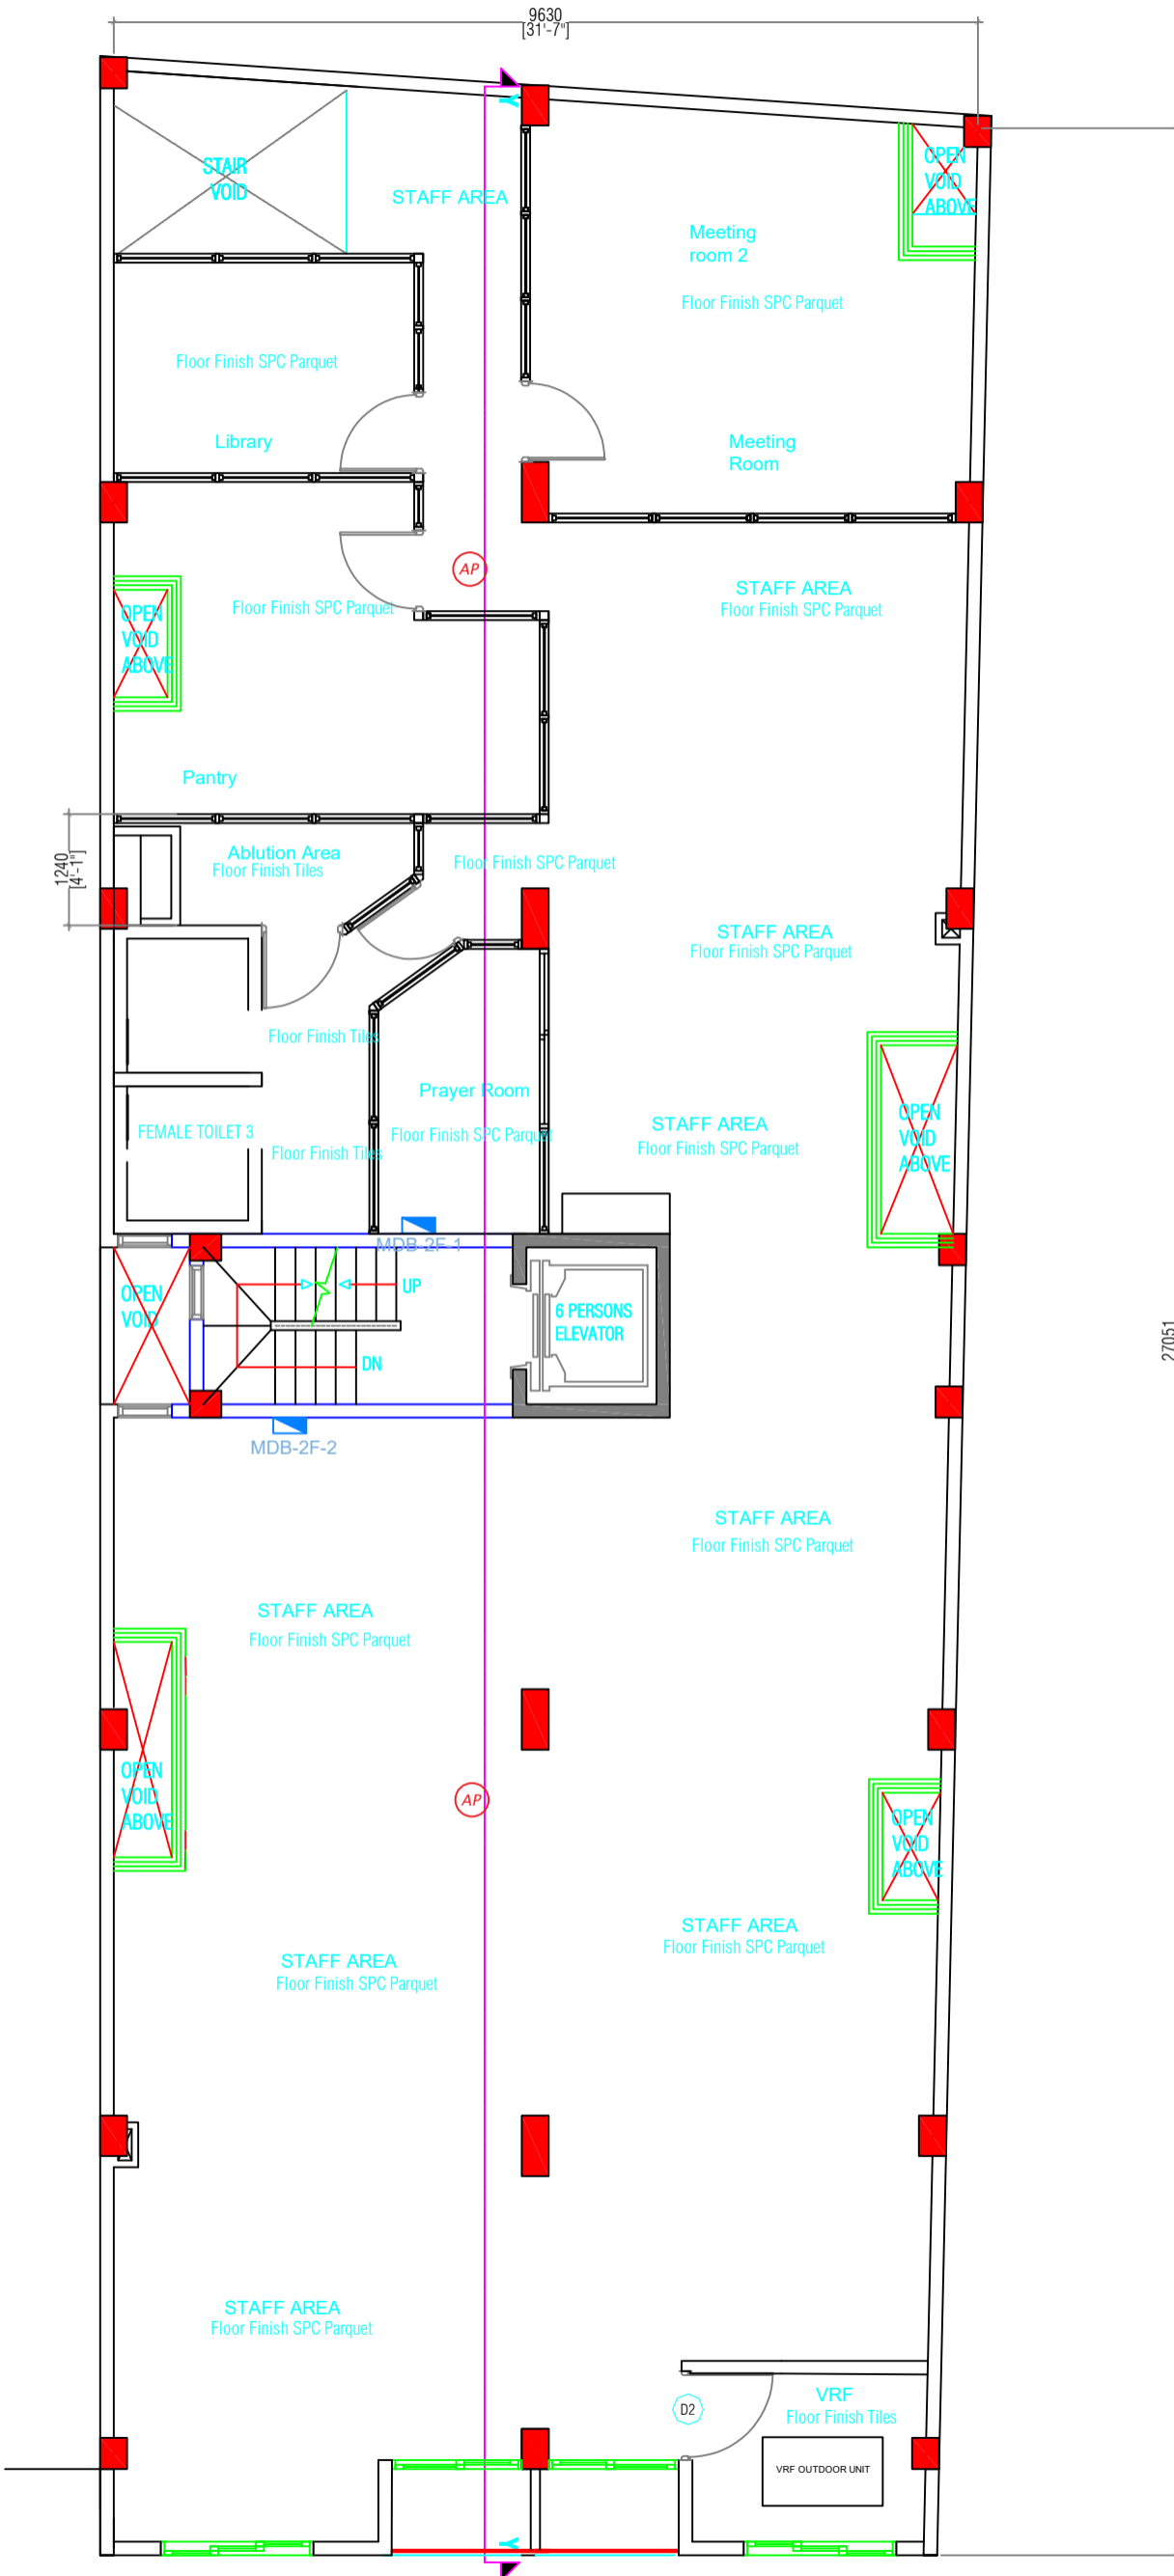 9630
[31'-7"]
Y
STAIR
VOID
STAFF AREA
OPEN
VOID
ABOVE
Meeting
room 2
Floor Finish SPC Parquet
Floor Finish SPC Parquet
Library
Meeting
Room
AP
STAFF AREA
Floor Finish SPC Parquet
Floor Finish SPC Parquet
OPEN
VOID
ABOVE
Pantry
1240
[4'-1"]
Ablution Area
Floor Finish Tiles
Floor Finish SPC Parquet
STAFF AREA
Floor Finish SPC Parquet
Floor Finish Tiles
Prayer Room
Floor Finish SPC Parquet
FEMALE TOILET 3
Floor Finish Tiles
STAFF AREA
Floor Finish SPC Parquet
OPEN
VOID
ABOVE
MDB-2F-1
OPEN
VOID
UP
DN
6 PERSONS
ELEVATOR
27051
MDB-2F-2
STAFF AREA
Floor Finish SPC Parquet
STAFF AREA
Floor Finish SPC Parquet
OPEN
VOID
ABOVE
AP
OPEN
VOID
ABOVE
STAFF AREA
Floor Finish SPC Parquet
STAFF AREA
Floor Finish SPC Parquet
STAFF AREA
Floor Finish SPC Parquet
D2
VRF
Floor Finish Tiles
VRF OUTDOOR UNIT
Y